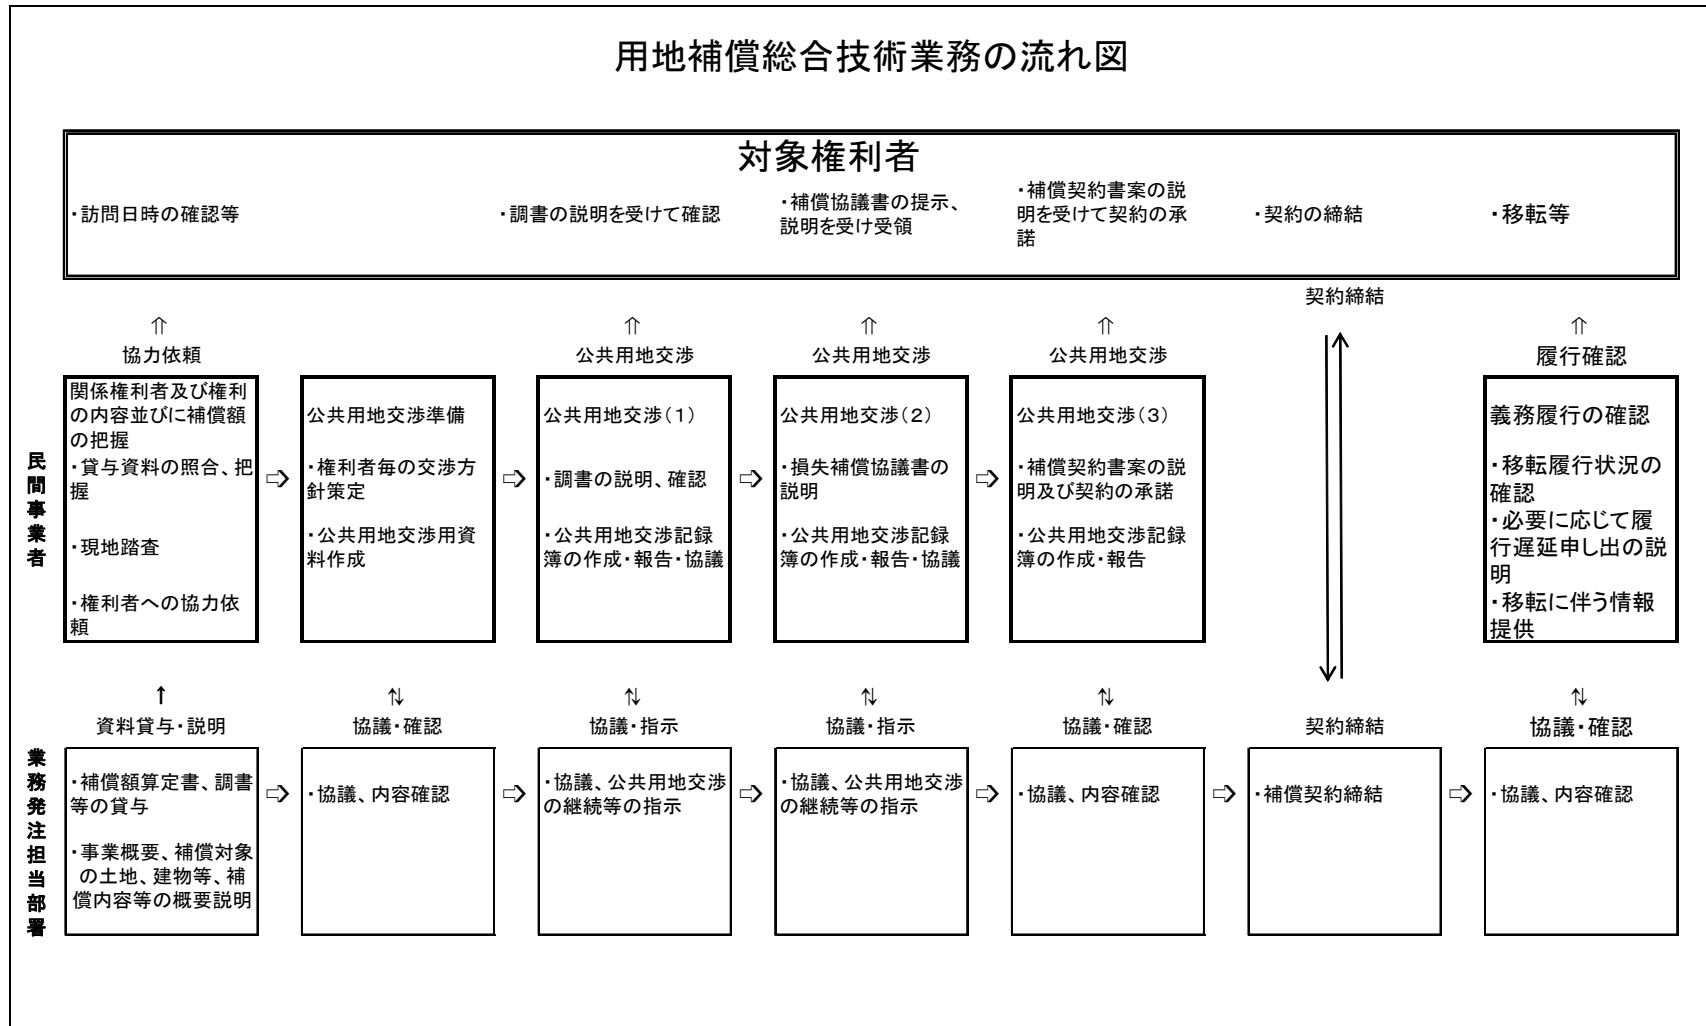 用地補償総合技術業務の流れ図
対象権利者
・訪問日時の確認等
・調書の説明を受けて確認
・補償協議書の提示、
説明を受け受領
・補償契約書案の説
明を受けて契約の承
諾
・契約の締結
・移転等
契約締結
⇑
⇑
⇑
⇑
⇑
協力依頼
公共用地交渉
公共用地交渉
公共用地交渉
履行確認
民間事業者
関係権利者及び権利
の内容並びに補償額
の把握
・貸与資料の照合、把
握
・現地踏査
・権利者への協力依
頼
⇨
公共用地交渉準備
・権利者毎の交渉方
針策定
・公共用地交渉用資
料作成
⇨
公共用地交渉(1)
・調書の説明、確認
・公共用地交渉記録
簿の作成・報告・協議
⇨
公共用地交渉(2)
・損失補償協議書の
説明
・公共用地交渉記録
簿の作成・報告・協議
⇨
公共用地交渉(3)
・補償契約書案の説
明及び契約の承諾
・公共用地交渉記録
簿の作成・報告
義務履行の確認
・移転履行状況の
確認
・必要に応じて履
行遅延申し出の説
明
・移転に伴う情報
提供
↑
⇅
⇅
⇅
⇅
⇅
資料貸与・説明
協議・確認
協議・指示
協議・指示
協議・確認
契約締結
協議・確認
業務発注担当部署
・補償額算定書、調書
等の貸与
・事業概要、補償対象
の土地、建物等、補
償内容等の概要説明
⇨
・協議、内容確認
⇨
・協議、公共用地交渉
の継続等の指示
⇨
・協議、公共用地交渉
の継続等の指示
⇨
・協議、内容確認
⇨
・補償契約締結
⇨
・協議、内容確認